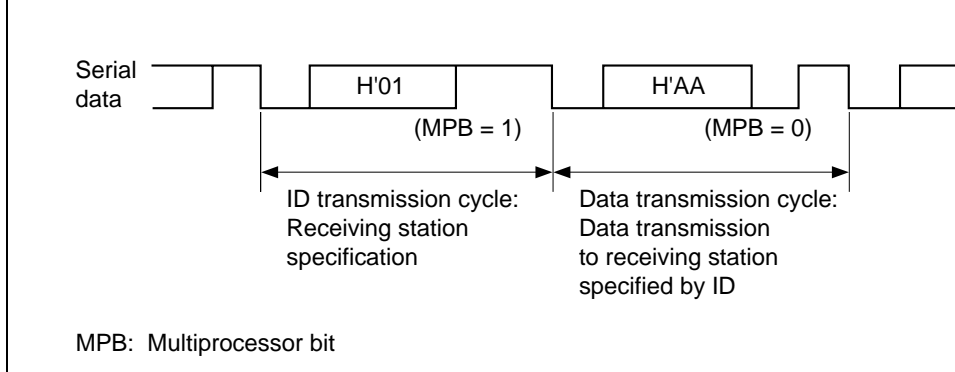 Serial
data
H'01
H'AA
(MPB = 1)
(MPB = 0)
ID transmission cycle:
Receiving station
specification
Data transmission cycle:
Data transmission
to receiving station
specified by ID
MPB: Multiprocessor bit